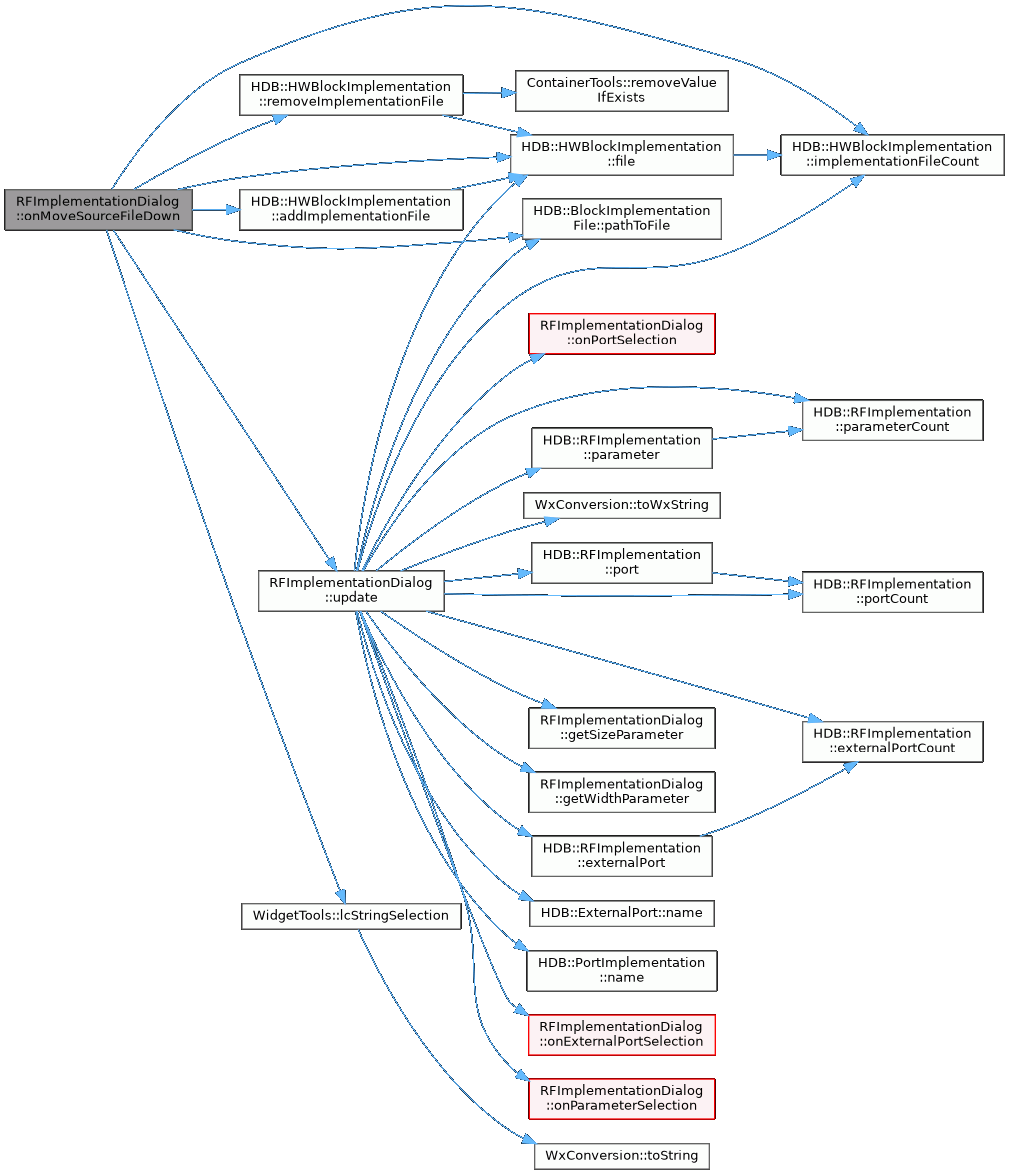 RFImplementationDialog
::onMoveSourceFileDown
HDB::HWBlockImplementation
::removeImplementationFile
HDB::HWBlockImplementation
::addImplementationFile
RFImplementationDialog
::update
WidgetTools::lcStringSelection
ContainerTools::removeValue
IfExists
HDB::HWBlockImplementation
::file
HDB::BlockImplementation
File::pathToFile
RFImplementationDialog
::onPortSelection
HDB::RFImplementation
::parameter
WxConversion::toWxString
HDB::RFImplementation
::port
RFImplementationDialog
::getSizeParameter
RFImplementationDialog
::getWidthParameter
HDB::RFImplementation
::externalPort
HDB::ExternalPort::name
HDB::PortImplementation
::name
RFImplementationDialog
::onExternalPortSelection
RFImplementationDialog
::onParameterSelection
WxConversion::toString
HDB::HWBlockImplementation
::implementationFileCount
HDB::RFImplementation
::parameterCount
HDB::RFImplementation
::portCount
HDB::RFImplementation
::externalPortCount